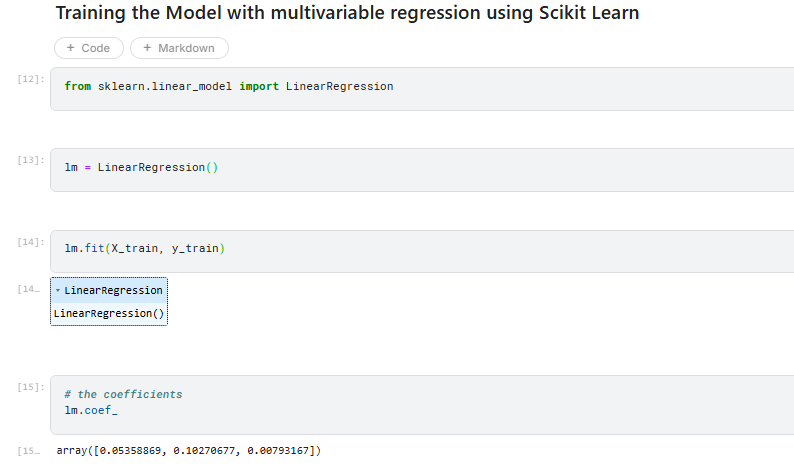 Training the Model with multivariable regression using Scikit Learn
+ Code + Markdown
[12]: from sklearn.linear_model import LinearRegression
[13]: lm = LinearRegression()
[14]: lm.fit(X_train, y_train)
[14… ▾ LinearRegression
LinearRegression()
[15]: # the coefficients
lm.coef_
[15… array([0.05358869, 0.10270677, 0.00793167])